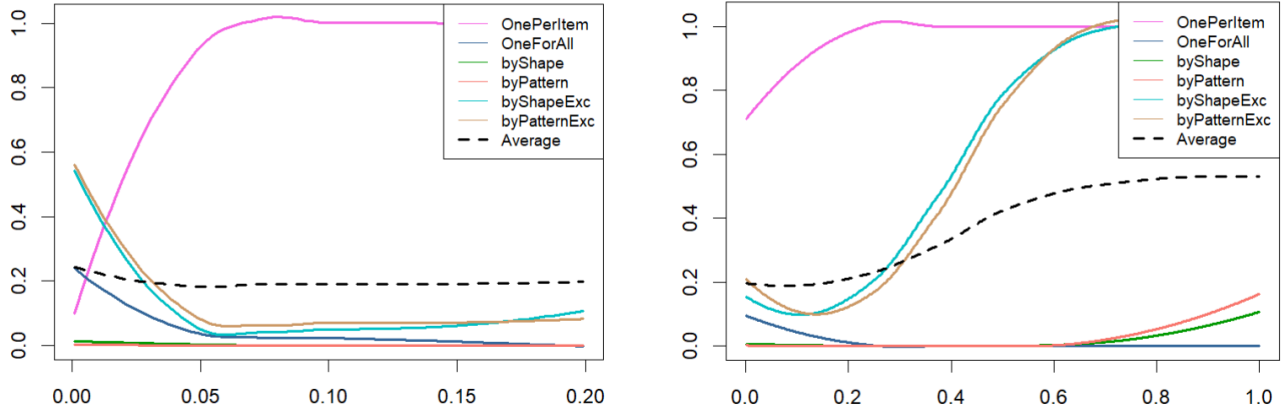 1.0
0.8
0.6
0.4
0.2
0.0
0.00 0.05 0.10 0.15 0.20
OnePerItem
OneForAll
byShape
byPattern
byShapeExc
byPatternExc
Average
1.0
0.8
0.6
0.4
0.2
0.0
0.0 0.2 0.4 0.6 0.8 1.0
OnePerItem
OneForAll
byShape
byPattern
byShapeExc
byPatternExc
Average